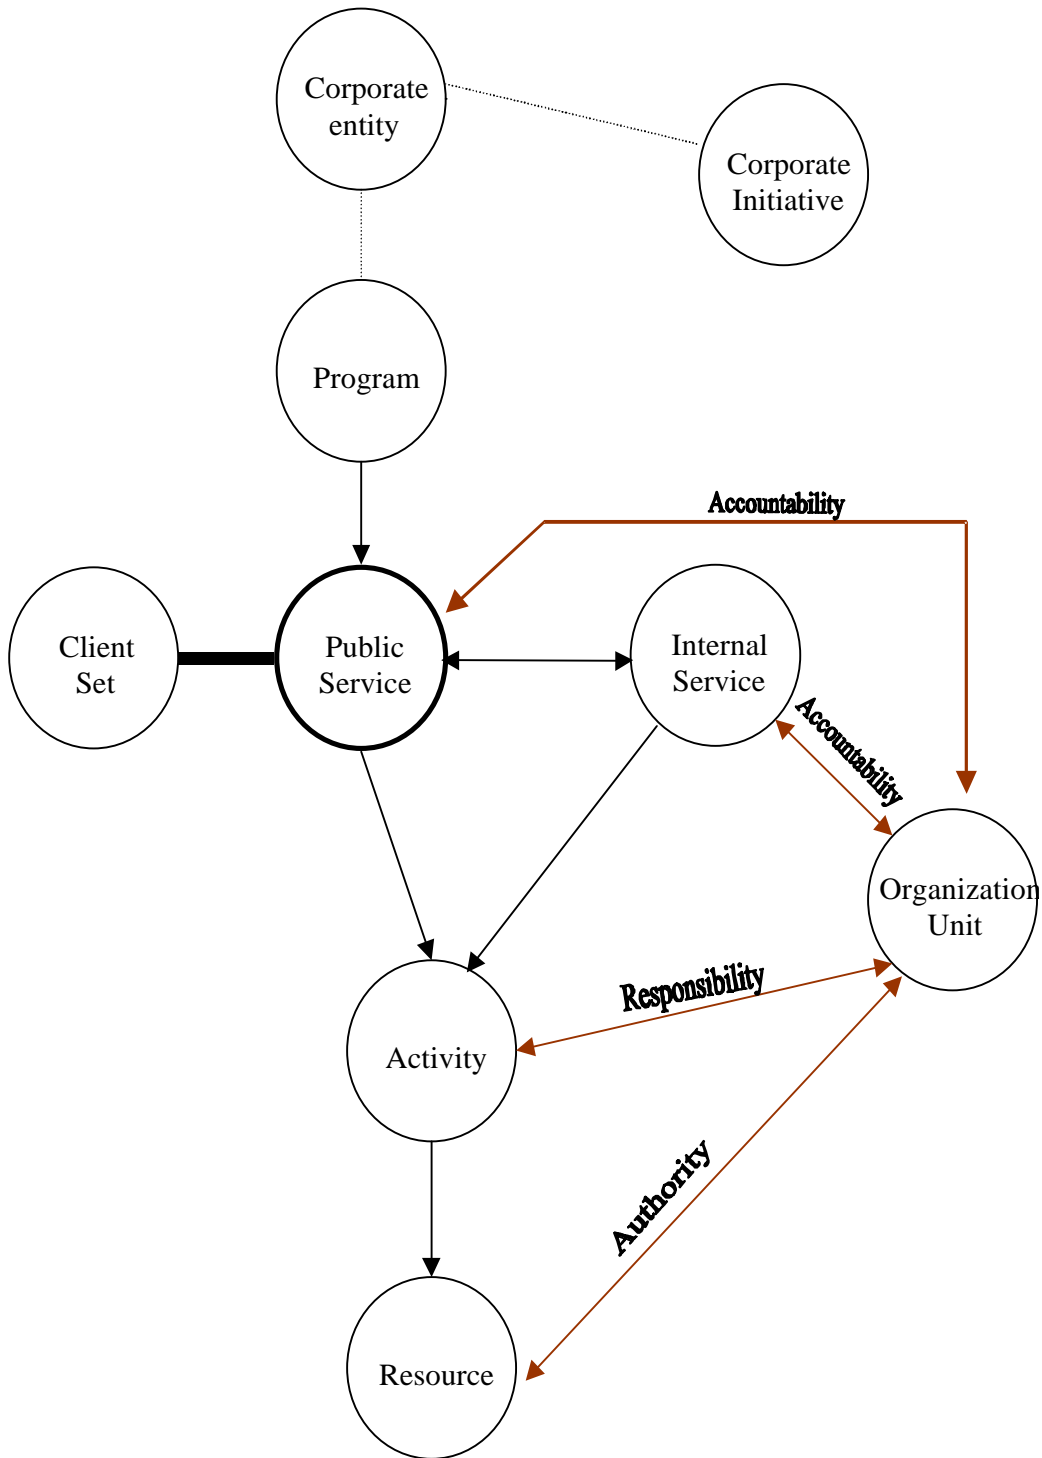 Corporate
entity
Corporate
Initiative
Program
Accountability
Client
Set
Public
Service
Internal
Service
Accountability
Organization
Unit
Responsibility
Activity
Authority
Resource